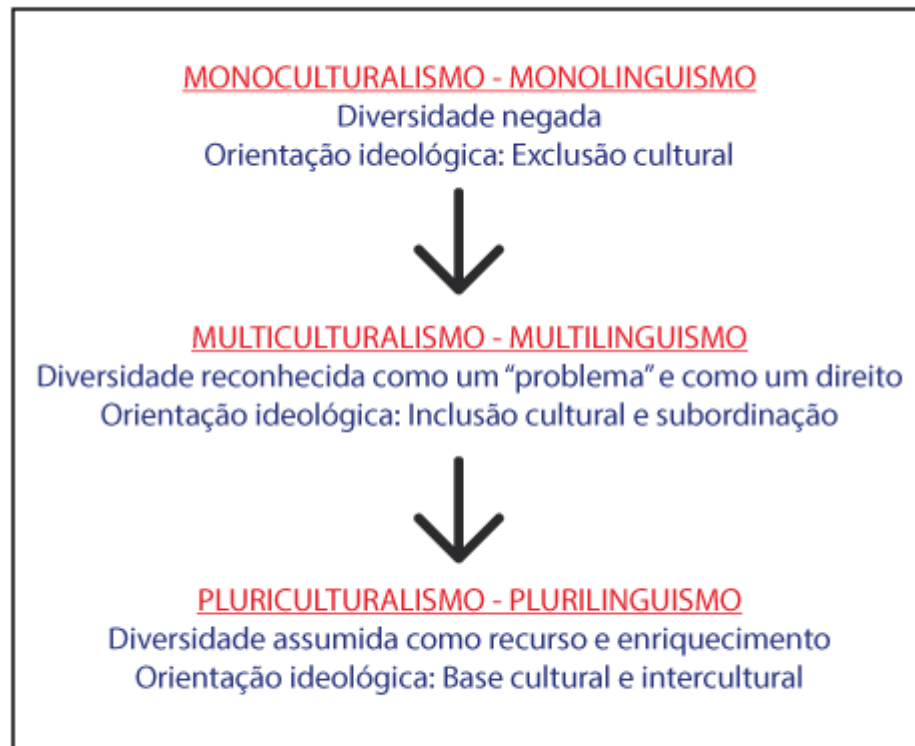 MONOCULTURALISMO - MONOLINGUISMO
Diversidade negada
Orientação ideológica: Exclusão cultural
MULTICULTURALISMO - MULTILINGUISMO
Diversidade reconhecida como um “problema” e como um direito
Orientação ideológica: Inclusão cultural e subordinação
PLURICULTURALISMO - PLURILINGUISMO
Diversidade assumida como recurso e enriquecimento
Orientação ideológica: Base cultural e intercultural